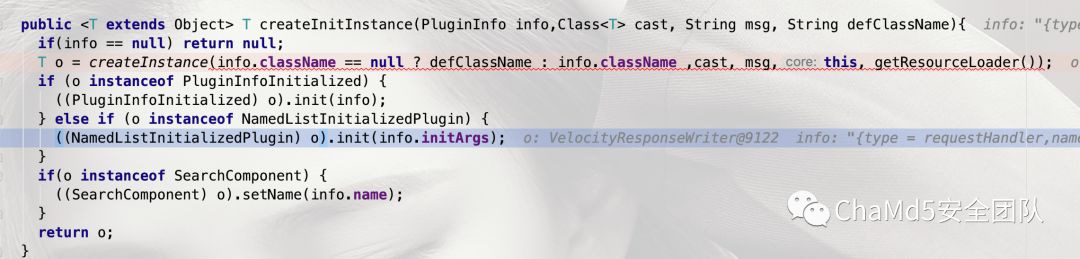 public <T extends Object> T createInitInstance(PluginInfo info,Class<T> cast, String msg, String defClassName){ info: "{type
if(info == null) return null;
T o = createInstance(info.className == null ? defClassName : info.className ,cast, msg, core: this, getResourceLoader()); o
if (o instanceof PluginInfoInitialized) {
((PluginInfoInitialized) o).init(info);
} else if (o instanceof NamedListInitializedPlugin) {
((NamedListInitializedPlugin) o).init(info.initArgs); o: VelocityResponseWriter@9122 info: "{type = requestHandler,name
}
if(o instanceof SearchComponent) {
((SearchComponent) o).setName(info.name);
}
return o;
}
ChaMd5安全团队